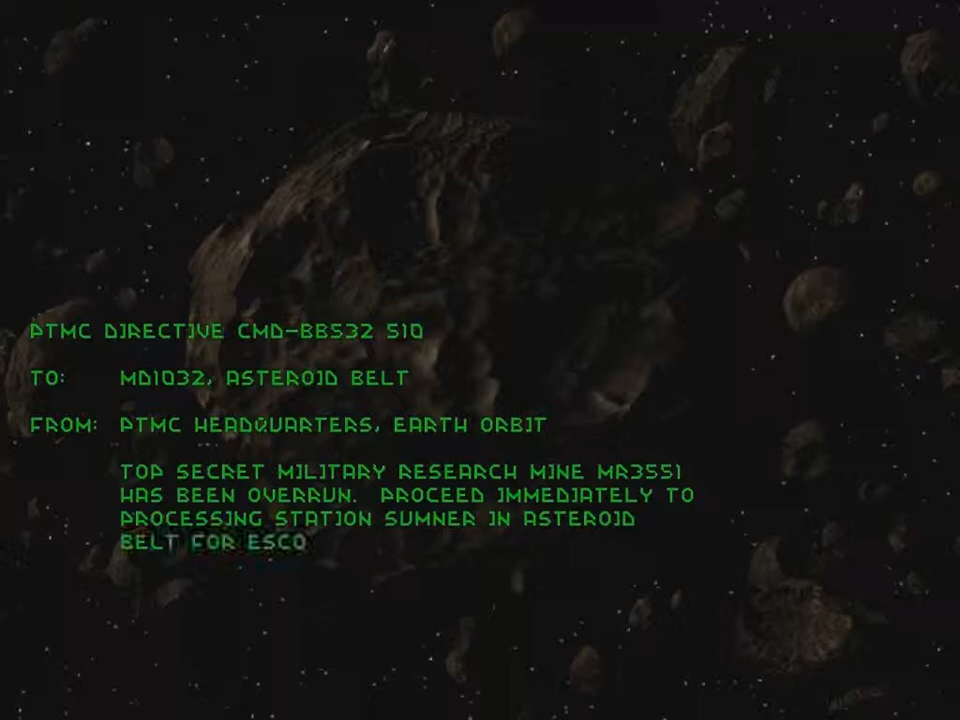 PTMC DIRECTIVE CMD-BB532 510
TO: MD1032, ASTEROID BELT
FROM: PTMC HEADQUARTERS, EARTH ORBIT
TOP SECRET MILITARY RESEARCH MINE MR3551
HAS BEEN OVERRUN. PROCEED IMMEDIATELY TO
PROCESSING STATION SUMNER IN ASTEROID
BELT FOR ESCO